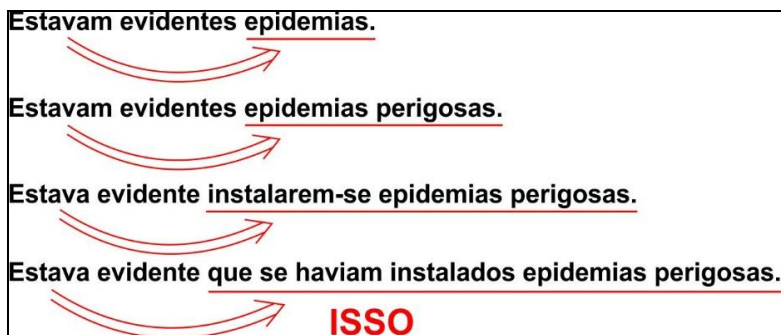 Estavam evidentes epidemias.
Estavam evidentes epidemias perigosas.
Estava evidente instalarem-se epidemias perigosas.
Estava evidente que se haviam instalados epidemias perigosas.
ISSO